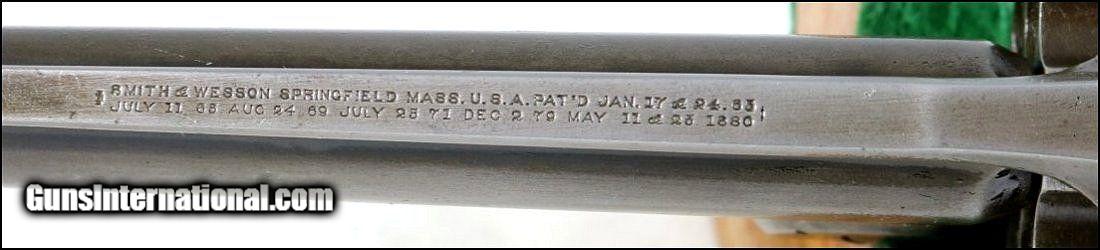 SMITH & WESSON SPRINGFIELD MASS. U.S.A. PAT'D JAN. 17 & 24. 65
JULY 11 65 AUG 24 69 JULY 25 71 DEC 2 79 MAY 11 & 25 1880
GunsInternational.com